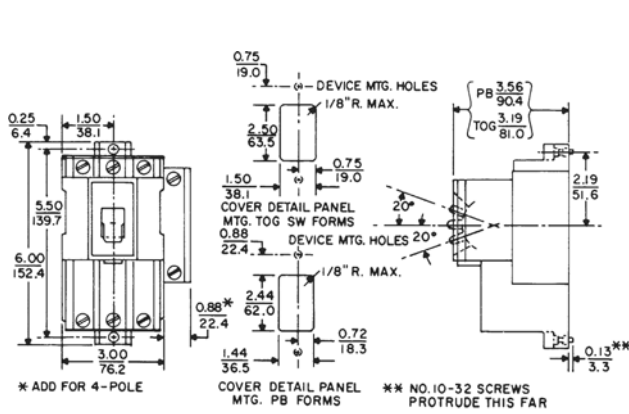 0.25
6.4
1.50
38.1
5.50
139.7
6.00
152.4
0.88*
22.4
3.00
76.2
* ADD FOR 4-POLE
0.75
19.0
DEVICE MTG. HOLES
1/8"R. MAX.
2.50
63.5
0.75
19.0
1.50
38.1
COVER DETAIL PANEL
MTG. TOG SW FORMS
0.88
22.4
DEVICE MTG. HOLES
1/8"R. MAX.
2.44
62.0
0.72
18.3
1.44
36.5
COVER DETAIL PANEL
MTG. PB FORMS
PB 3.56
90.4
TOG 3.19
81.0
2.19
51.6
20°
20°
0.13**
3.3
** NO.10-32 SCREWS
PROTRUDE THIS FAR